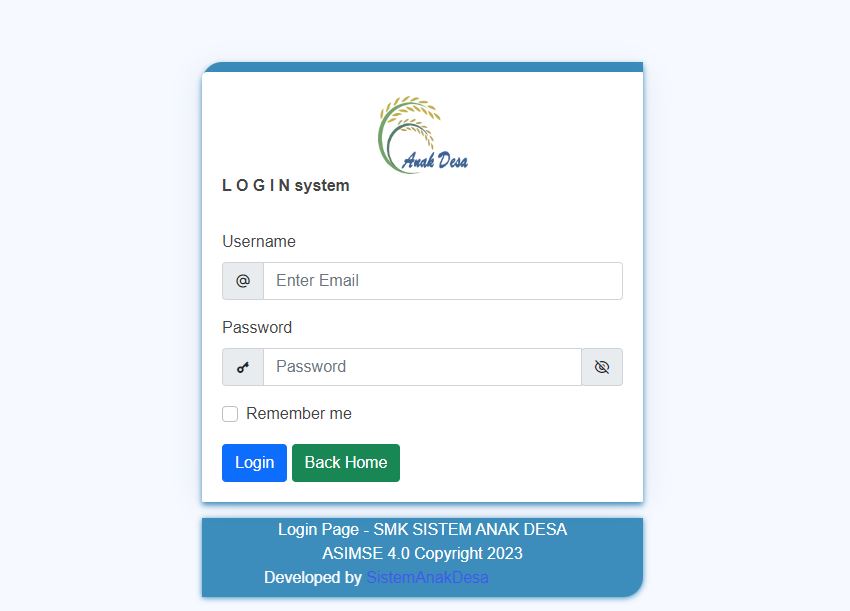 Anak Desa
L O G I N system
Username
@ Enter Email
Password
Password
Remember me
Login Back Home
Login Page - SMK SISTEM ANAK DESA
ASIMSE 4.0 Copyright 2023
Developed by SistemAnakDesa